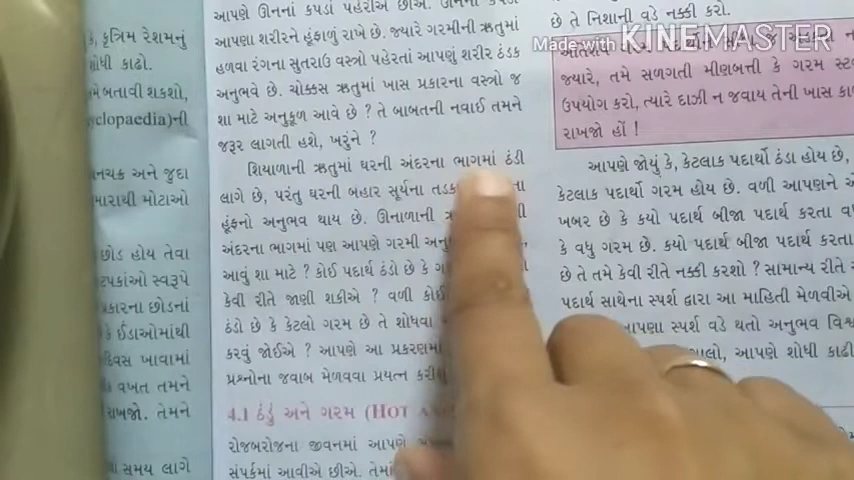 Made with KINEMASTER
કે, કૃત્રિમ રેશમનું
શોધી કાઢો.
બતાવી શકશો,
yclopaedia)ની
અને જુદા
મારાથી મોટાઓ
છોડ હોય તેવા
ટપકાંઓ સ્વરૂપે
પ્રકારના છોડનાં
કે ઈંડાઓમાંથી
દિવસ ખાવામાં
વખત તમને
રાખજો. તેમને
સમય લાગે
આપણે ઊનનાં કપડાં પહેરીએ છીએ. ઊનના કપડાં
આપણા શરીરને હૂંફાળું રાખે છે. જ્યારે ગરમીની ઋતુમાં
હળવા રંગના સુતરાઉ વસ્ત્રો પહેરતાં આપણું શરીર ઠંડક
અનુભવે છે. ચોક્કસ ઋતુમાં ખાસ પ્રકારના વસ્ત્રો જ
શા માટે અનુકૂળ આવે છે ? તે બાબતની નવાઈ તમને
જરૂર લાગતી હશે, ખરુંને ?
શિયાળાની ઋતુમાં ઘરની અંદરના ભાગમાં ઠંડી
લાગે છે, પરંતુ ઘરની બહાર સૂર્યના
હૂંફનો અનુભવ થાય છે. ઉનાળાની
અંદરના ભાગમાં પણ આપણે ગરમી
આવું શા માટે ? કોઈ પદાર્થ ઠંડો છે કે
કેવી રીતે જાણી શકીએ ? વળી
ઠંડો છે કે કેટલો ગરમ છે તે શોધવા
કરવું જોઈએ ? આપણે આ પ્રકરણમાં
પ્રશ્નોના જવાબ મેળવવા પ્રયત્ન
4.1 ઠંડું અને ગરમ (HOT
રોજબરોજના જીવનમાં આપણે
સંપર્કમાં આવીએ છીએ.
છે તે નિશાની વડે નક્કી કરો.
જ્યારે, તમે સળગતી મીણબત્તી કે ગરમ
ઉપયોગ કરો, ત્યારે દાઝી ન જવાય તેની ખાસ
રાખજો હોં !
આપણે જોયું કે, કેટલાક પદાર્થો ઠંડા હોય છે,
કેટલાક પદાર્થો ગરમ હોય છે. વળી આપણને
ખબર છે કે કયો પદાર્થ બીજા પદાર્થ કરતા
કે વધુ ગરમ છે. કયો પદાર્થ બીજા પદાર્થ કરતા
છે તે તમે કેવી રીતે નક્કી કરશો ? સામાન્ય રીતે
પદાર્થ સાથેના સ્પર્શ દ્વારા આ માહિતી મેળવીએ
આપણા સ્પર્શ વડે થતો અનુભવ
આપણે શોધી